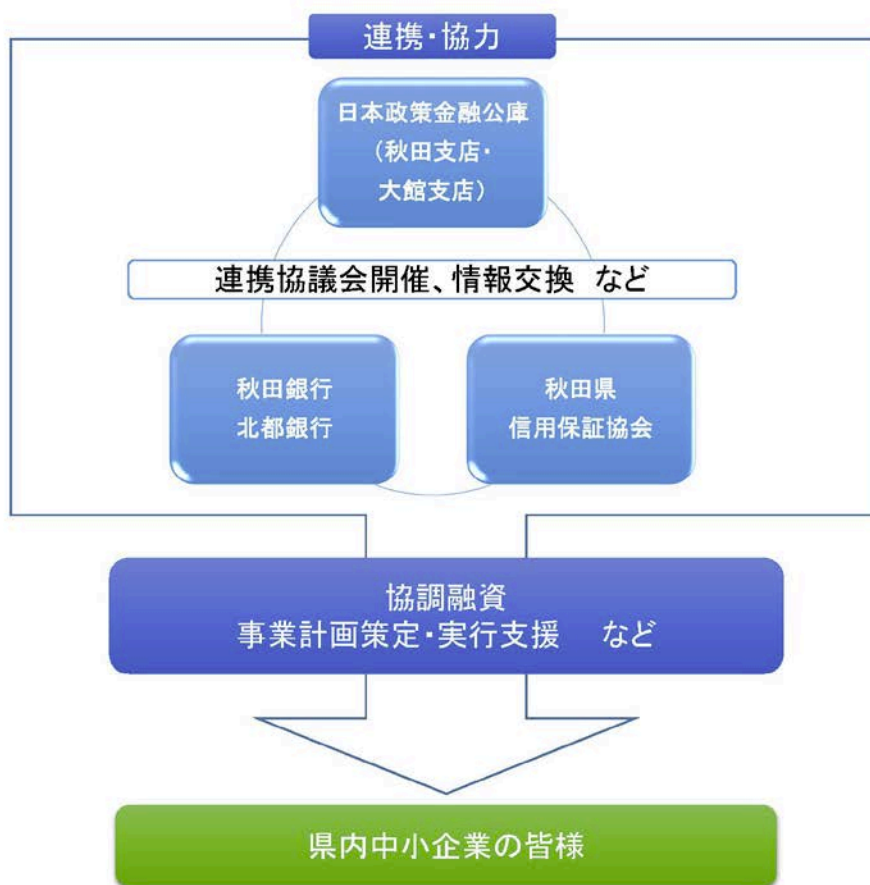 連携・協力
日本政策金融公庫
（秋田支店・
大館支店）
連携協議会開催、情報交換　など
秋田銀行
北都銀行
秋田県
信用保証協会
協調融資
事業計画策定・実行支援　など
県内中小企業の皆様